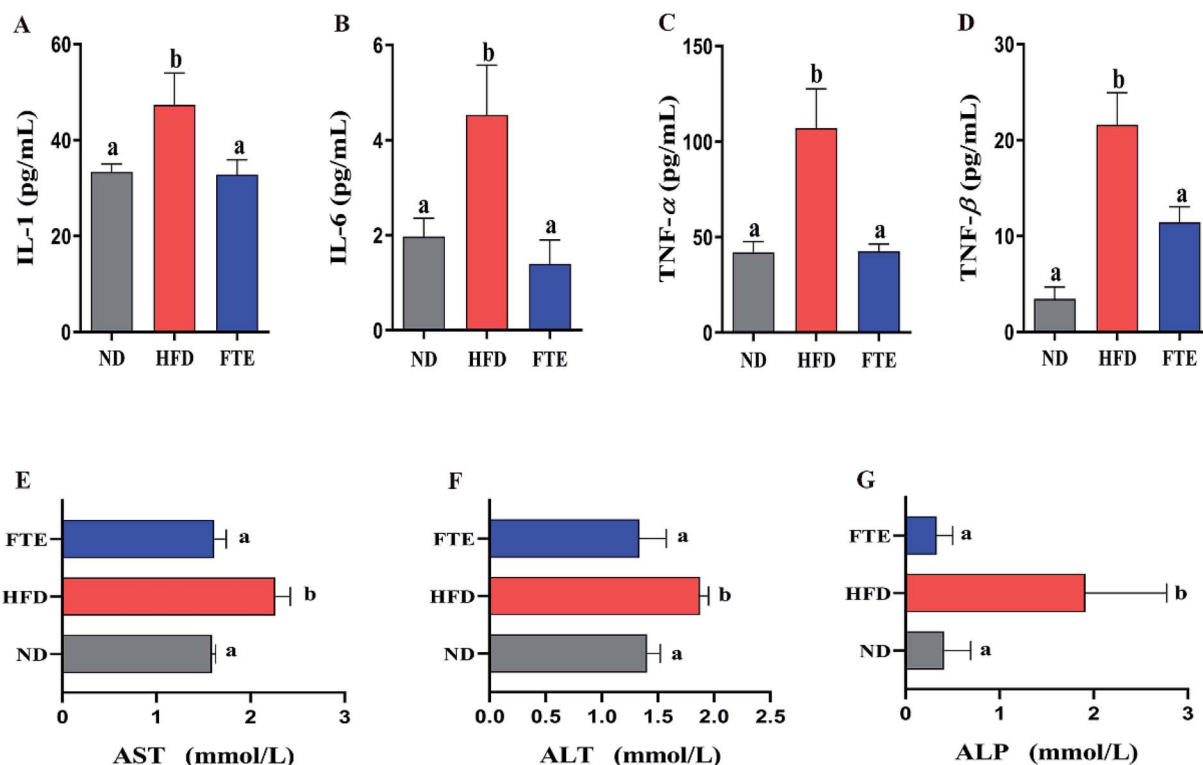 A
IL-1 (pg/mL)
60
40
20
0
a
b
a
ND HFD FTE
B
IL-6 (pg/mL)
6
4
2
0
a
b
a
ND HFD FTE
C
TNF-α (pg/mL)
150
100
50
0
a
b
a
ND HFD FTE
D
TNF-β (pg/mL)
30
20
10
0
a
b
a
ND HFD FTE
E
FTE
a
HFD
b
ND
a
0 1 2 3
AST (mmol/L)
F
FTE
a
HFD
b
ND
a
0.0 0.5 1.0 1.5 2.0 2.5
ALT (mmol/L)
G
FTE
a
HFD
b
ND
a
0 1 2 3
ALP (mmol/L)